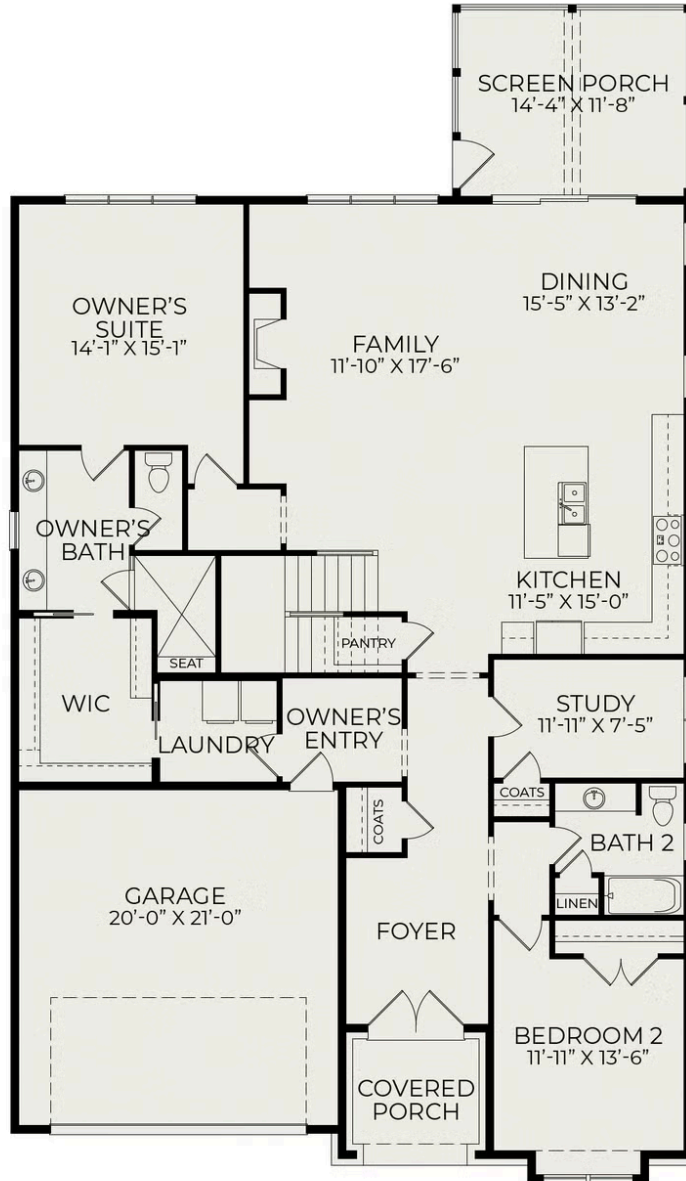 SCREEN PORCH
14'-4" X 11'-8"
OWNER'S
SUITE
14'-1" X 15'-1"
DINING
15'-5" X 13'-2"
FAMILY
11'-10" X 17'-6"
OWNER'S
BATH
KITCHEN
11'-5" X 15'-0"
PANTRY
SEAT
WIC
LAUNDRY
OWNER'S
ENTRY
STUDY
11'-11" X 7'-5"
COATS
COATS
BATH 2
LINEN
GARAGE
20'-0" X 21'-0"
FOYER
BEDROOM 2
11'-11" X 13'-6"
COVERED
PORCH